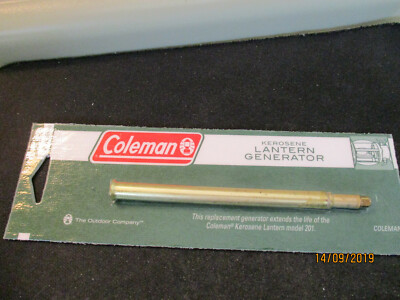 Coleman
KEROSENE
LANTERN
GENERATOR
The Outdoor Company™
This replacement generator extends the life of the
Coleman® Kerosene Lantern model 201.
COLEMAN
14/09/2019